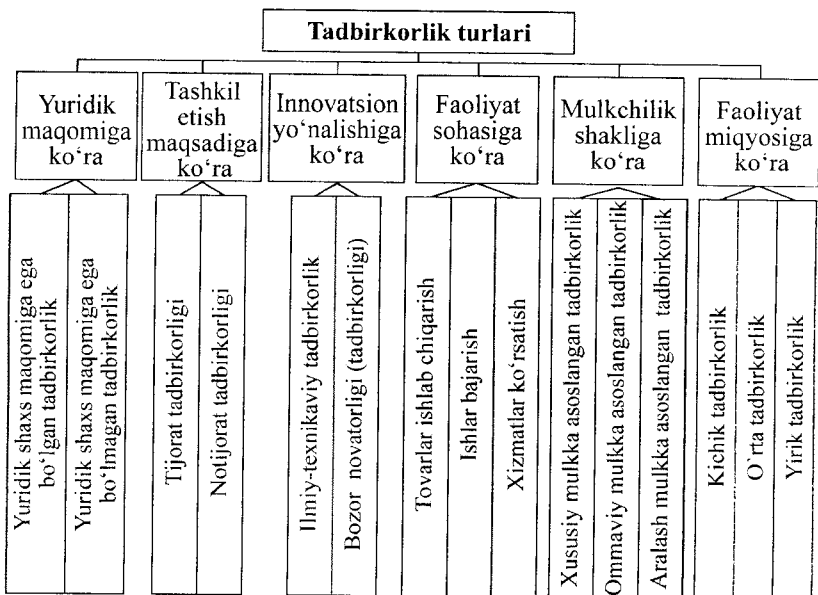 Tadbirkorlik turlari
Yuridik
maqomiga
ko‘ra
Tashkil
etish
maqsadiga
ko‘ra
Innovatsion
yo‘nalishiga
ko‘ra
Faoliyat
sohasiga
ko‘ra
Mulkchilik
shakliga
ko‘ra
Faoliyat
miqyosiga
ko‘ra
Yuridik shaxs maqomiga ega
bo‘lgan tadbirkorlik
Yuridik shaxs maqomiga ega
bo‘lmagan tadbirkorlik
Tijorat tadbirkorligi
Notijorat tadbirkorligi
Ilmiy-texnikaviy tadbirkorlik
Bozor novatorligi (tadbirkorligi)
Tovarlar ishlab chiqarish
Ishlar bajarish
Xizmatlar ko‘rsatish
Xususiy mulkka asoslangan tadbirkorlik
Ommaviy mulkka asoslangan tadbirkorlik
Aralash mulkka asoslangan tadbirkorlik
Kichik tadbirkorlik
O`rta tadbirkorlik
Yirik tadbirkorlik